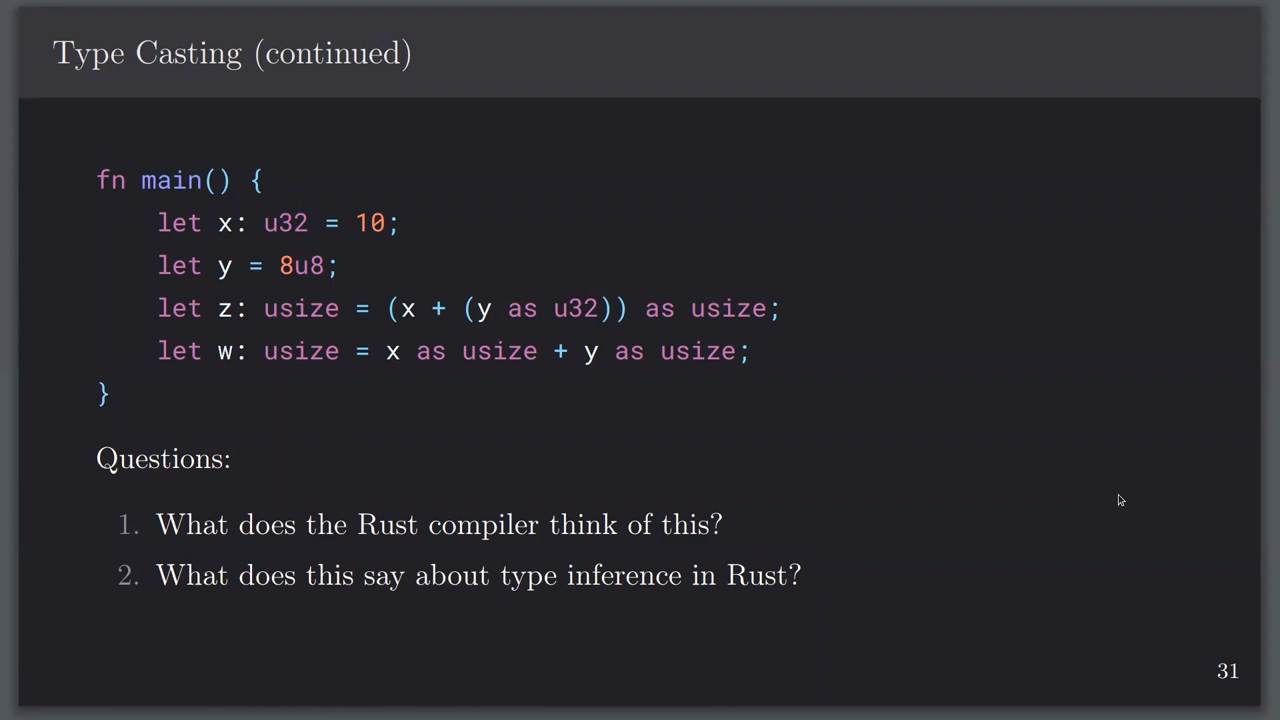 Type Casting (continued)
fn main() {
    let x: u32 = 10;
    let y = 8u8;
    let z: usize = (x + (y as u32)) as usize;
    let w: usize = x as usize + y as usize;
}
Questions:
1. What does the Rust compiler think of this?
2. What does this say about type inference in Rust?
31